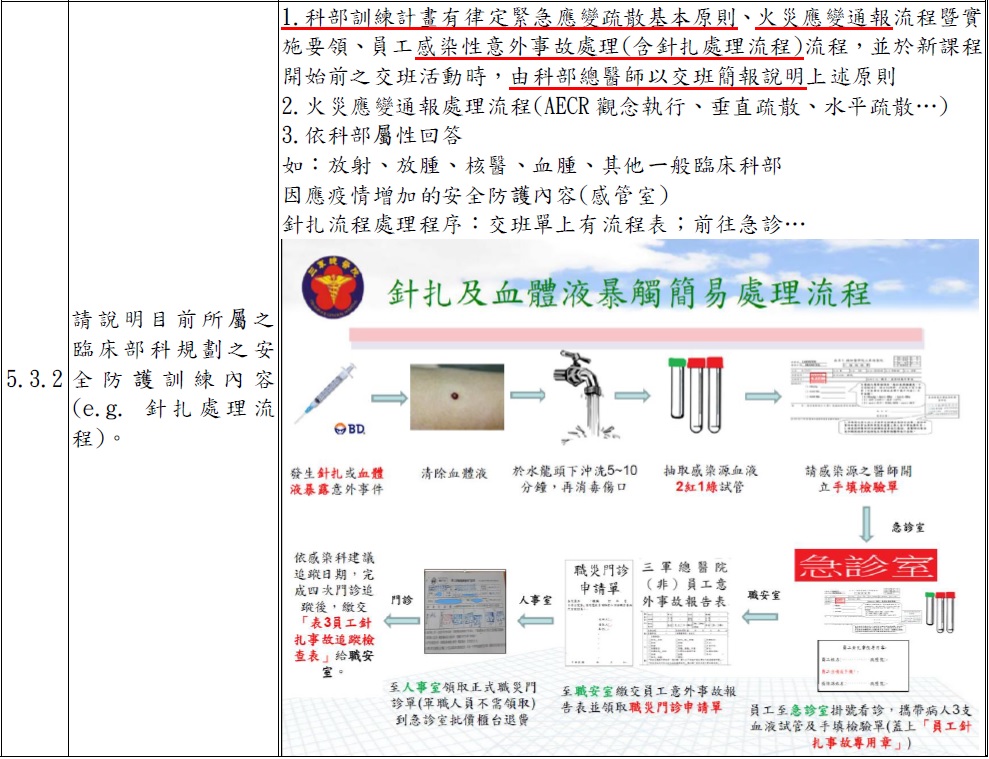 5.3.2
請說明目前所屬之
臨床部科規劃之安
全防護訓練內容
(e.g. 針扎處理流
程)。
1.科部訓練計畫有律定緊急應變疏散基本原則、火災應變通報流程暨實
施要領、員工感染性意外事故處理(含針扎處理流程)流程，並於新課程
開始前之交班活動時，由科部總醫師以交班簡報說明上述原則
2.火災應變通報處理流程(AECR 觀念執行、垂直疏散、水平疏散…)
3.依科部屬性回答
如：放射、放腫、核醫、血腫、其他一般臨床科部
因應疫情增加的安全防護內容(感管室)
針扎流程處理程序：交班單上有流程表；前往急診…
針扎及血體液暴觸簡易處理流程
BD.
發生針扎或血體
液暴露意外事件
清除血體液
於水龍頭下沖洗5~10
分鐘，再消毒傷口
抽取感染源血液
2紅1綠試管
請感染源之醫師開
立手填檢驗單
急診室
急診室
員工至急診室掛號看診，攜帶病人3支
血液試管及手填檢驗單(蓋上「員工針
扎事故專用章」)
職安室
三軍總醫院
（非）員工意
外事故報告表
職災門診
申請單
至職安室繳交員工意外事故報
告表並領取職災門診申請單
人事室
至人事室領取正式職災門
診單(軍職人員不需領取)
到急診室批價櫃台退費
門診
依感染科建議
追蹤日期，完
成四次門診追
蹤後，繳交
「表3員工針
扎事故追蹤檢
查表」給職安
室。